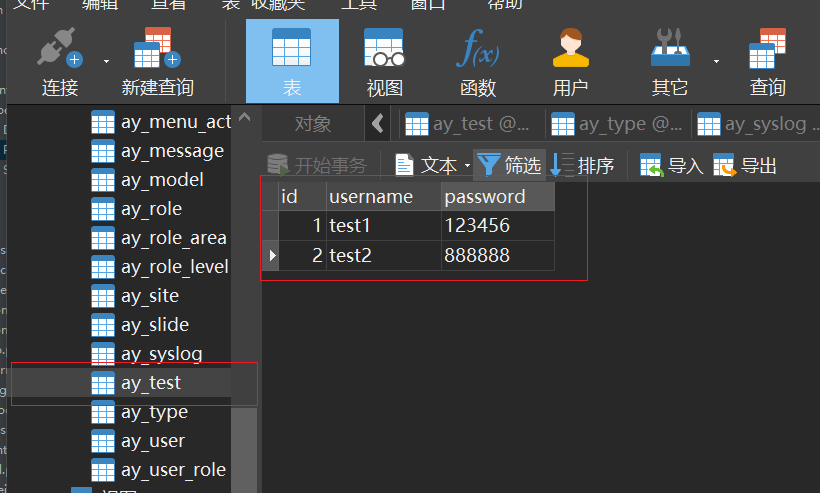 文件 编辑 查看 表 收藏夹 工具 窗口 帮助
连接 新建查询 表 视图 f(x) 函数 用户 其它 查询
对象 ay_test @... ay_type @... ay_syslog ...
开始事务 文本 筛选 排序 导入 导出
ay_menu_act
ay_message
ay_model
ay_role
ay_role_area
ay_role_level
ay_site
ay_slide
ay_syslog
ay_test
ay_type
ay_user
ay_user_role
id username password
1 test1 123456
2 test2 888888